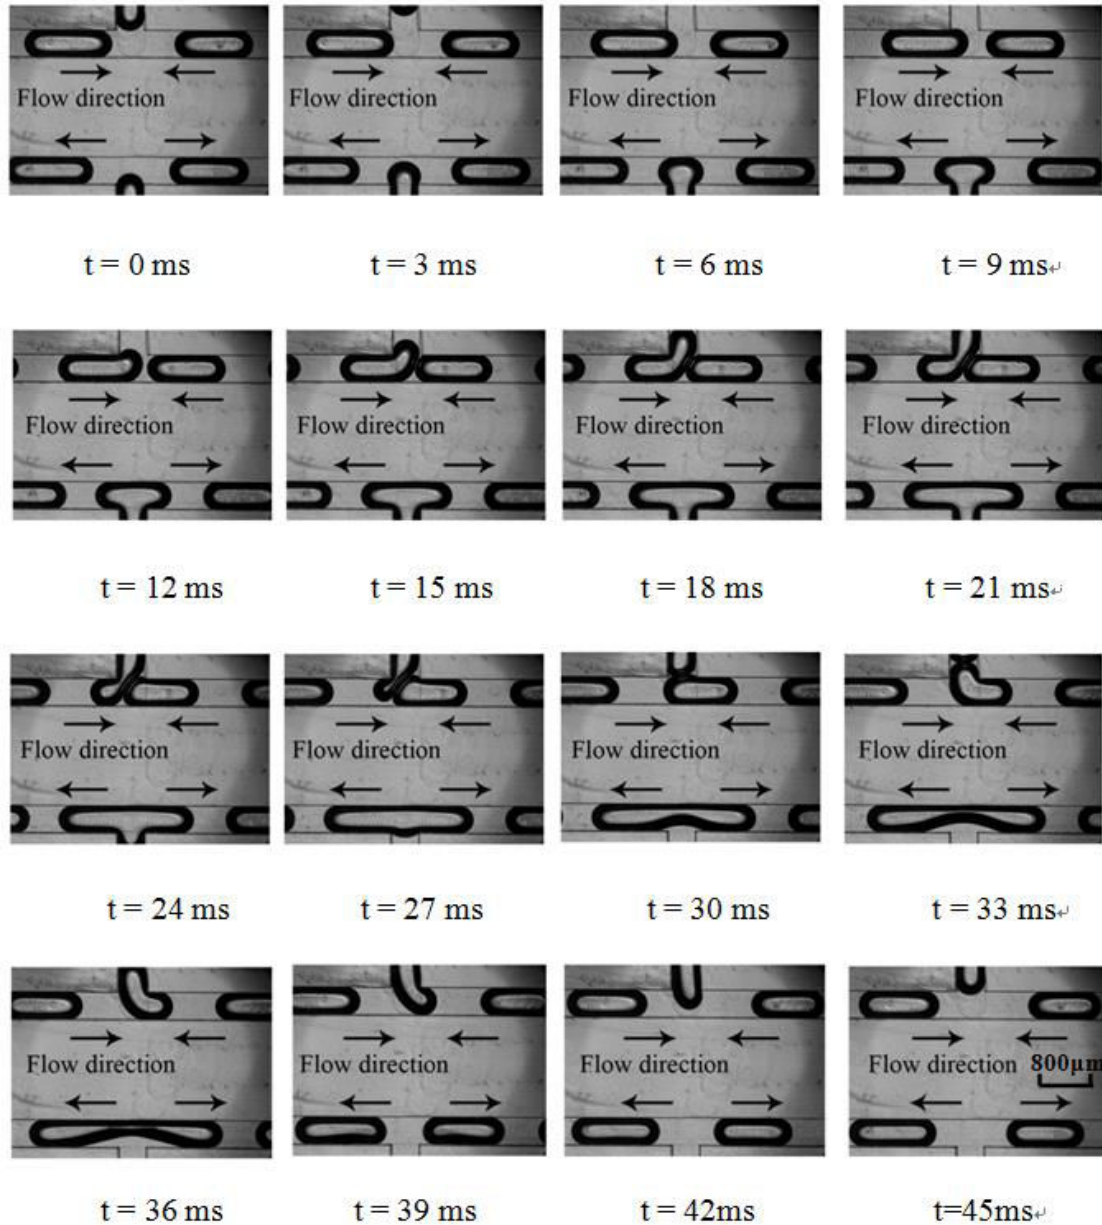 Flow direction Flow direction Flow direction Flow direction
t = 0 ms t = 3 ms t = 6 ms t = 9 ms↵
Flow direction Flow direction Flow direction Flow direction
t = 12 ms t = 15 ms t = 18 ms t = 21 ms↵
Flow direction Flow direction Flow direction Flow direction
t = 24 ms t = 27 ms t = 30 ms t = 33 ms↵
Flow direction Flow direction Flow direction Flow direction 800μm
t = 36 ms t = 39 ms t = 42ms t=45ms↵